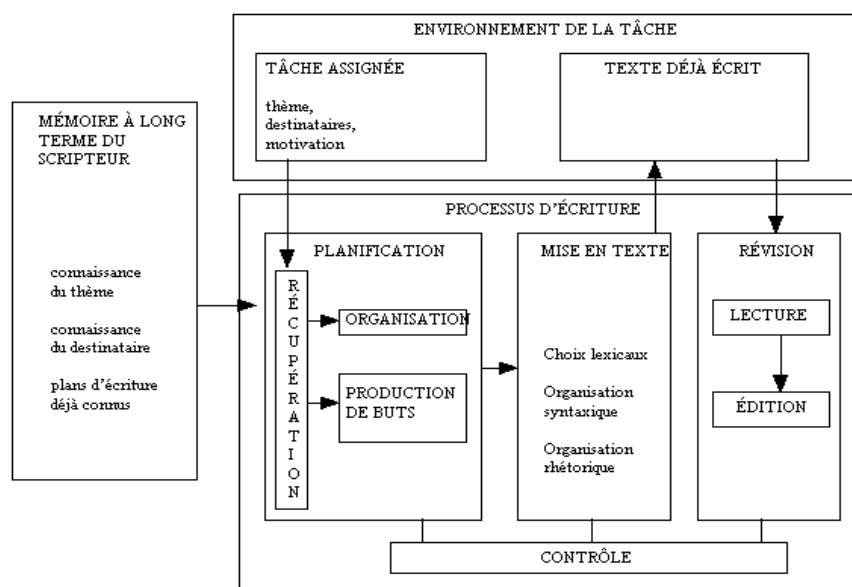 ENVIRONNEMENT DE LA TÂCHE
TÂCHE ASSIGNÉE
thème,
destinataires,
motivation
TEXTE DÉJÀ ÉCRIT
MÉMOIRE À LONG
TERME DU
SCRIPTEUR
connaissance
du thème
connaissance
du destinataire
plans d'écriture
déjà connus
PROCESSUS D'ÉCRITURE
PLANIFICATION
RÉCUPÉRATION
ORGANISATION
PRODUCTION
DE BUTS
MISE EN TEXTE
Choix lexicaux
Organisation
syntaxique
Organisation
rhétorique
RÉVISION
LECTURE
ÉDITION
CONTRÔLE